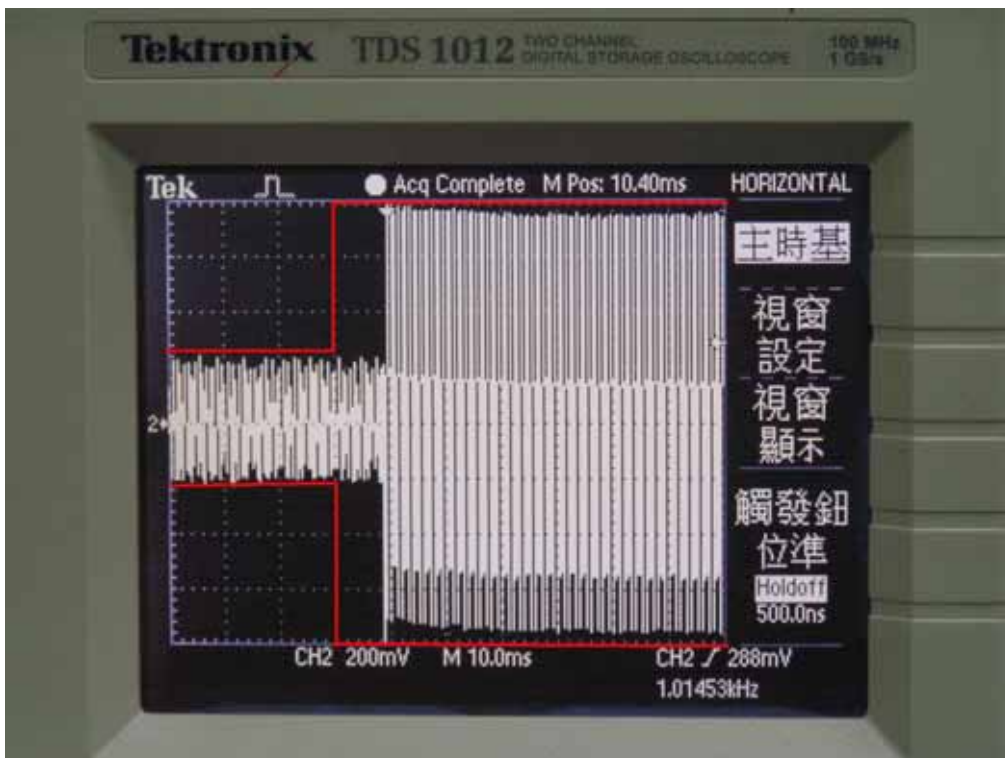 Tektronix TDS 1012 TWO CHANNEL 100 MHz
DIGITAL STORAGE OSCILLOSCOPE 1 GS/s
Tek Acq Complete M Pos: 10.40ms HORIZONTAL
主時基
視窗
設定
視窗
顯示
2
觸發鈕
位準
Holdoff
500.0ns
CH2 200mV M 10.0ms CH2 288mV
1.01453kHz